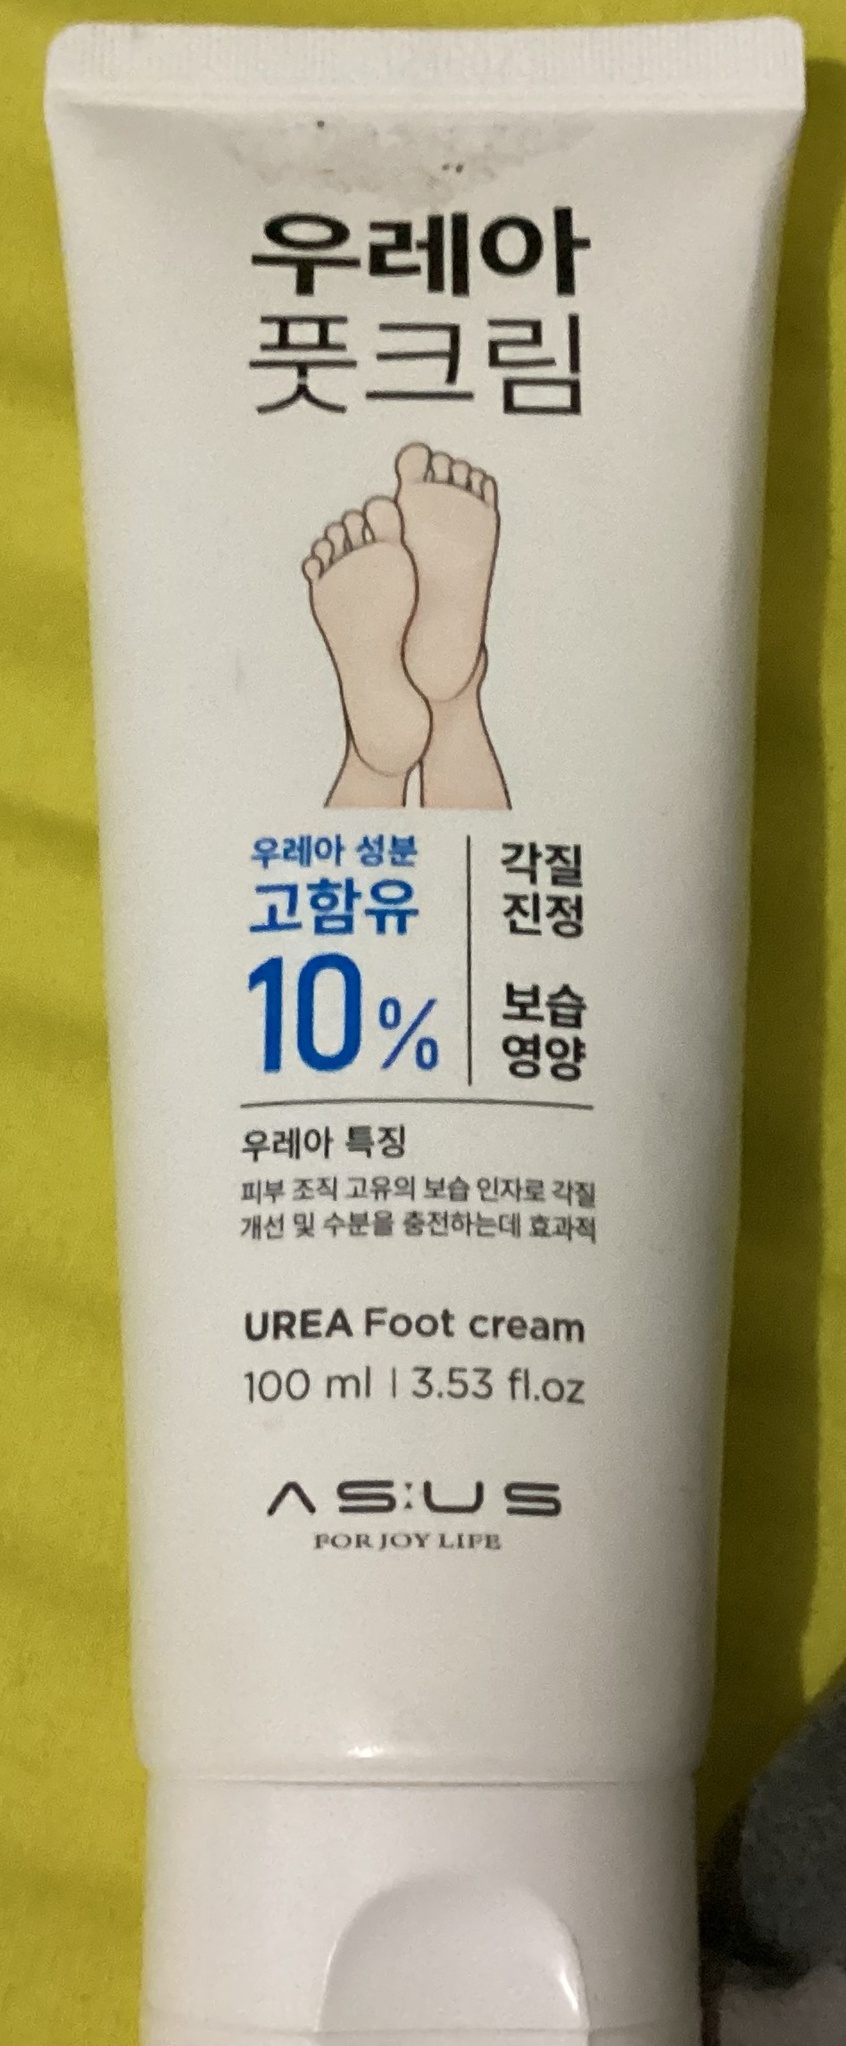 우레아
풋크림
우레아 성분
고함유
10%
각질
진정
보습
영양
우레아 특징
피부 조직 고유의 보습 인자로 각질
개선 및 수분을 충전하는데 효과적
UREA Foot cream
100 ml | 3.53 fl.oz
AS:US
FOR JOY LIFE